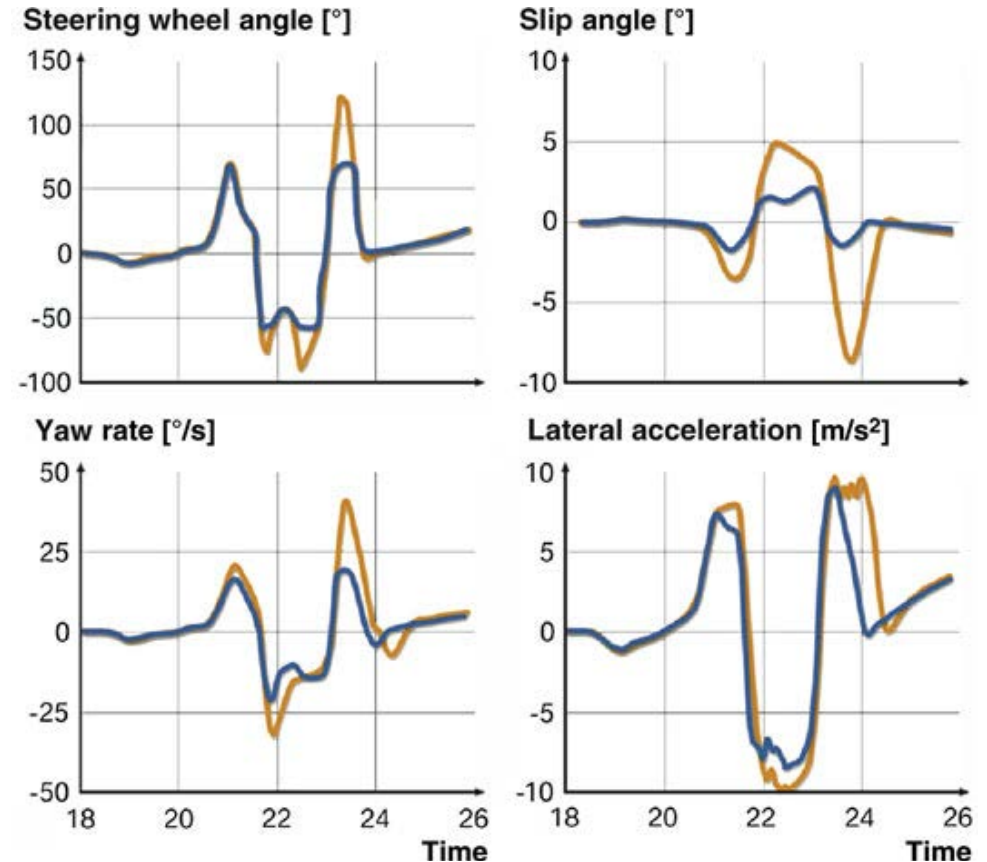 Steering wheel angle [°]
150
100
50
0
-50
-100
Slip angle [°]
10
5
0
-5
-10
Yaw rate [°/s]
50
25
0
-25
-50
18 20 22 24 26
Time
Lateral acceleration [m/s²]
10
5
0
-5
-10
18 20 22 24 26
Time